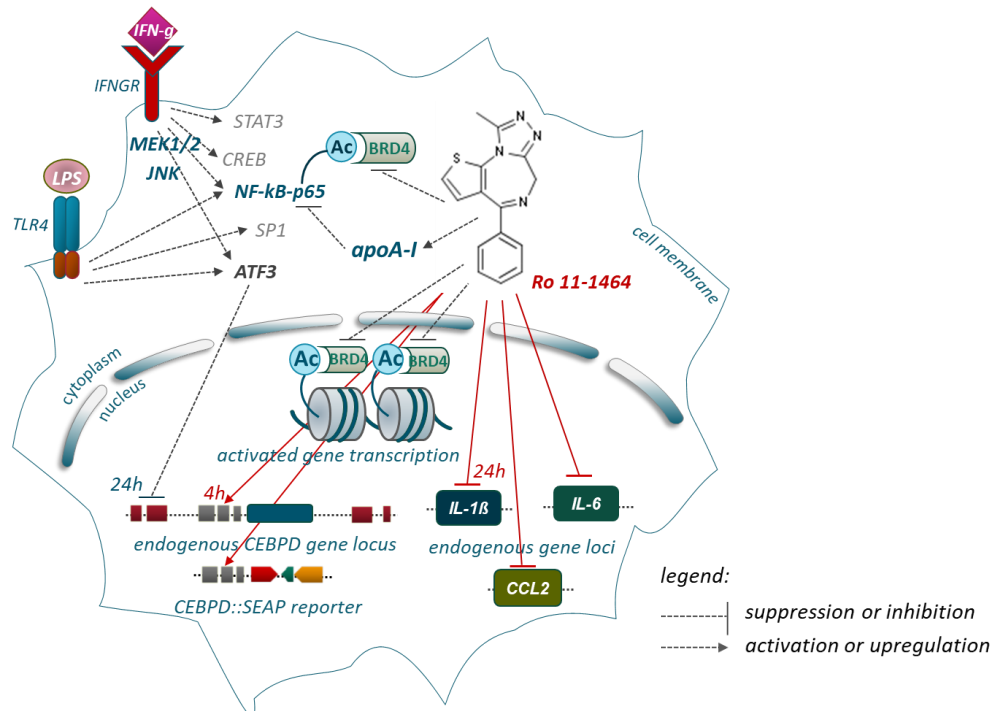 IFN-g
IFNGR
STAT3
MEK1/2
CREB
JNK
Ac
BRD4
LPS
NF-kB-p65
TLR4
SP1
apoA-I
ATF3
S
N
N
N
N
Ro 11-1464
cell membrane
cytoplasm
nucleus
Ac
BRD4
Ac
BRD4
activated gene transcription
24h
4h
24h
IL-1ß
IL-6
endogenous CEBPD gene locus
endogenous gene loci
CCL2
CEBPD::SEAP reporter
legend:
suppression or inhibition
activation or upregulation